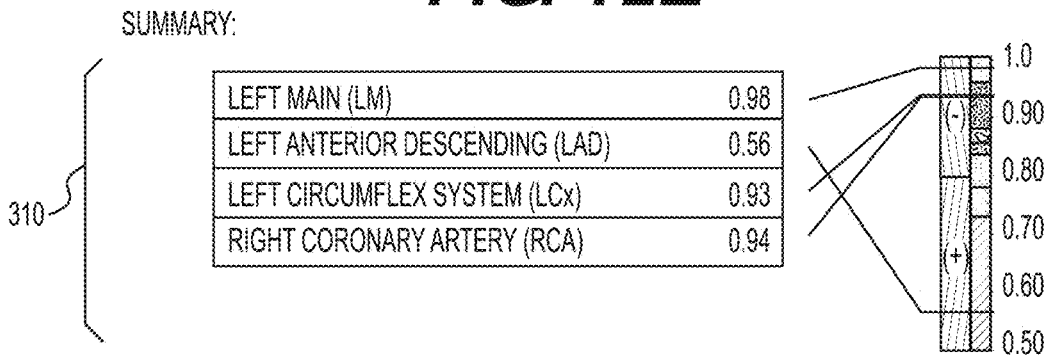 SUMMARY:
310
LEFT MAIN (LM) 0.98
LEFT ANTERIOR DESCENDING (LAD) 0.56
LEFT CIRCUMFLEX SYSTEM (LCx) 0.93
RIGHT CORONARY ARTERY (RCA) 0.94
(-)
(+)
1.0
0.90
0.80
0.70
0.60
0.50